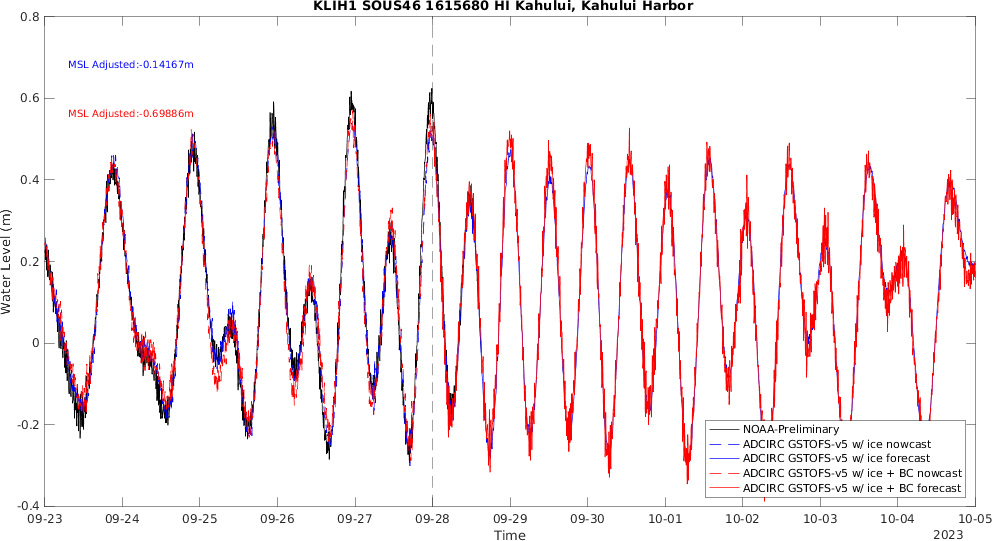 KLIH1 SOUS46 1615680 HI Kahului, Kahului Harbor
0.8
MSL Adjusted:-0.14167m
0.6
MSL Adjusted:-0.69886m
0.4
0.2
0
-0.2
-0.4
Water Level (m)
NOAA-Preliminary
ADCIRC GSTOFS-v5 w/ ice nowcast
ADCIRC GSTOFS-v5 w/ ice forecast
ADCIRC GSTOFS-v5 w/ ice + BC nowcast
ADCIRC GSTOFS-v5 w/ ice + BC forecast
09-23 09-24 09-25 09-26 09-27 09-28 09-29 09-30 10-01 10-02 10-03 10-04 10-05
Time
2023